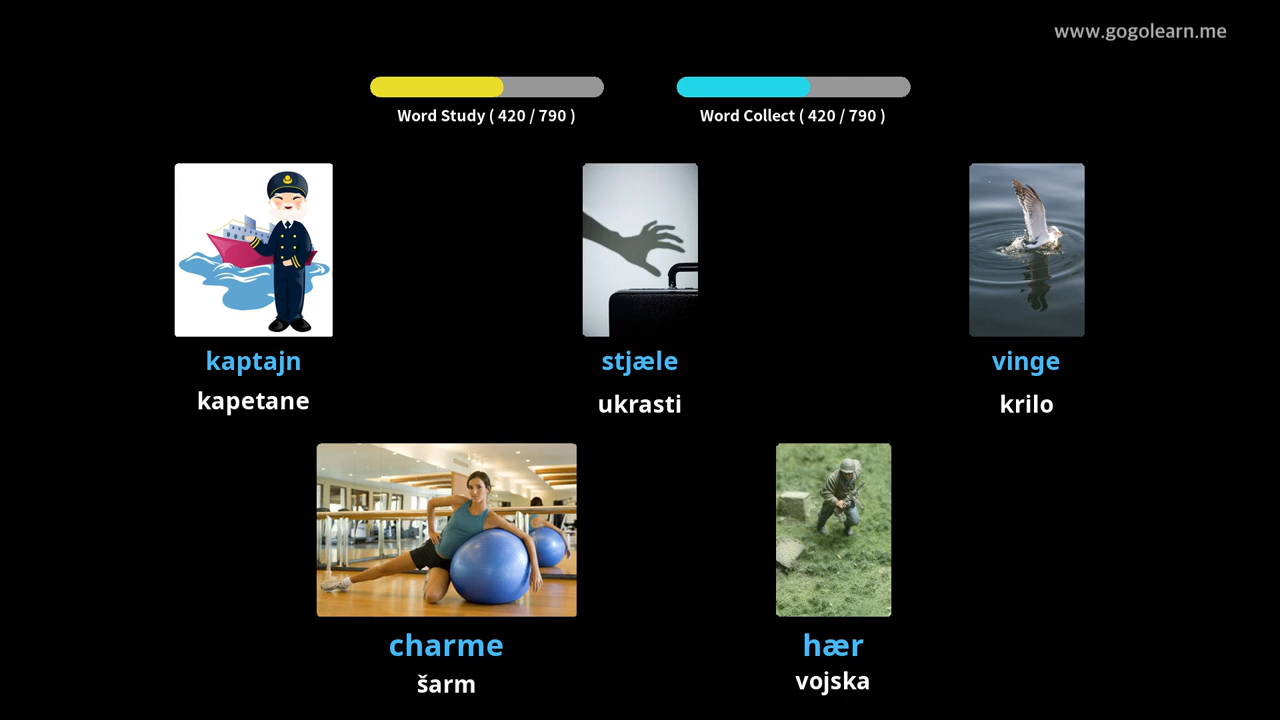 www.gogolearn.me
Word Study ( 420 / 790 )
Word Collect ( 420 / 790 )
kaptajn
kapetane
stjæle
ukrasti
vinge
krilo
charme
šarm
hær
vojska